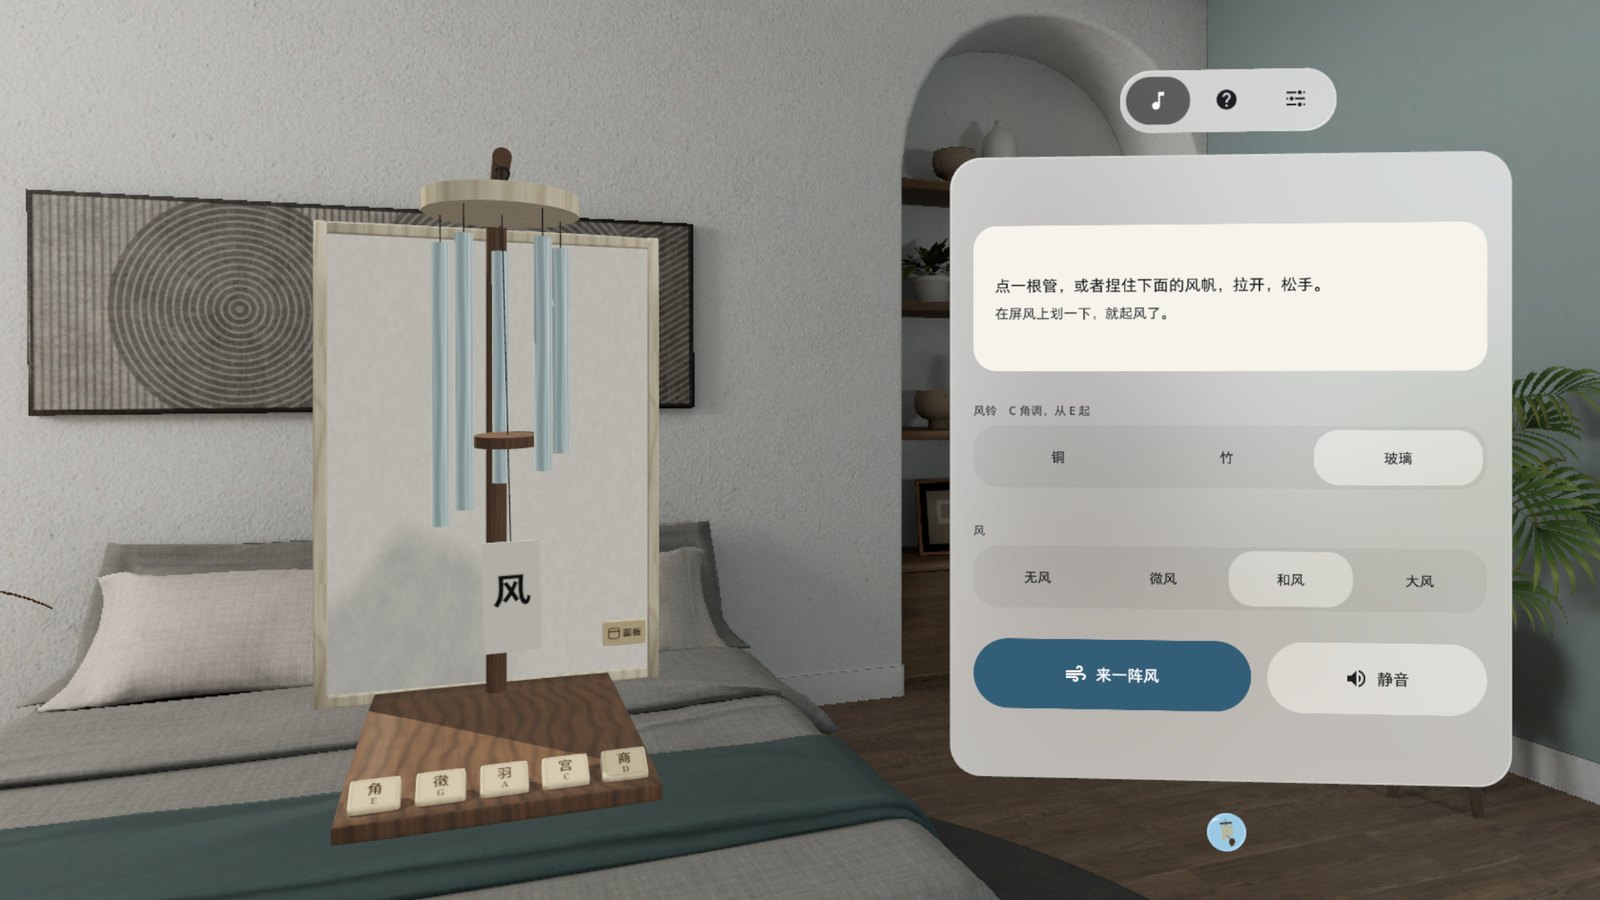 点一根管，或者捏住下面的风帆，拉开，松手。
在屏风上划一下，就起风了。
风铃 C 角调，从 E 起
铜
竹
玻璃
风
无风
微风
和风
大风
来一阵风
静音
风
面板
角
E
徵
G
羽
A
宫
C
商
D